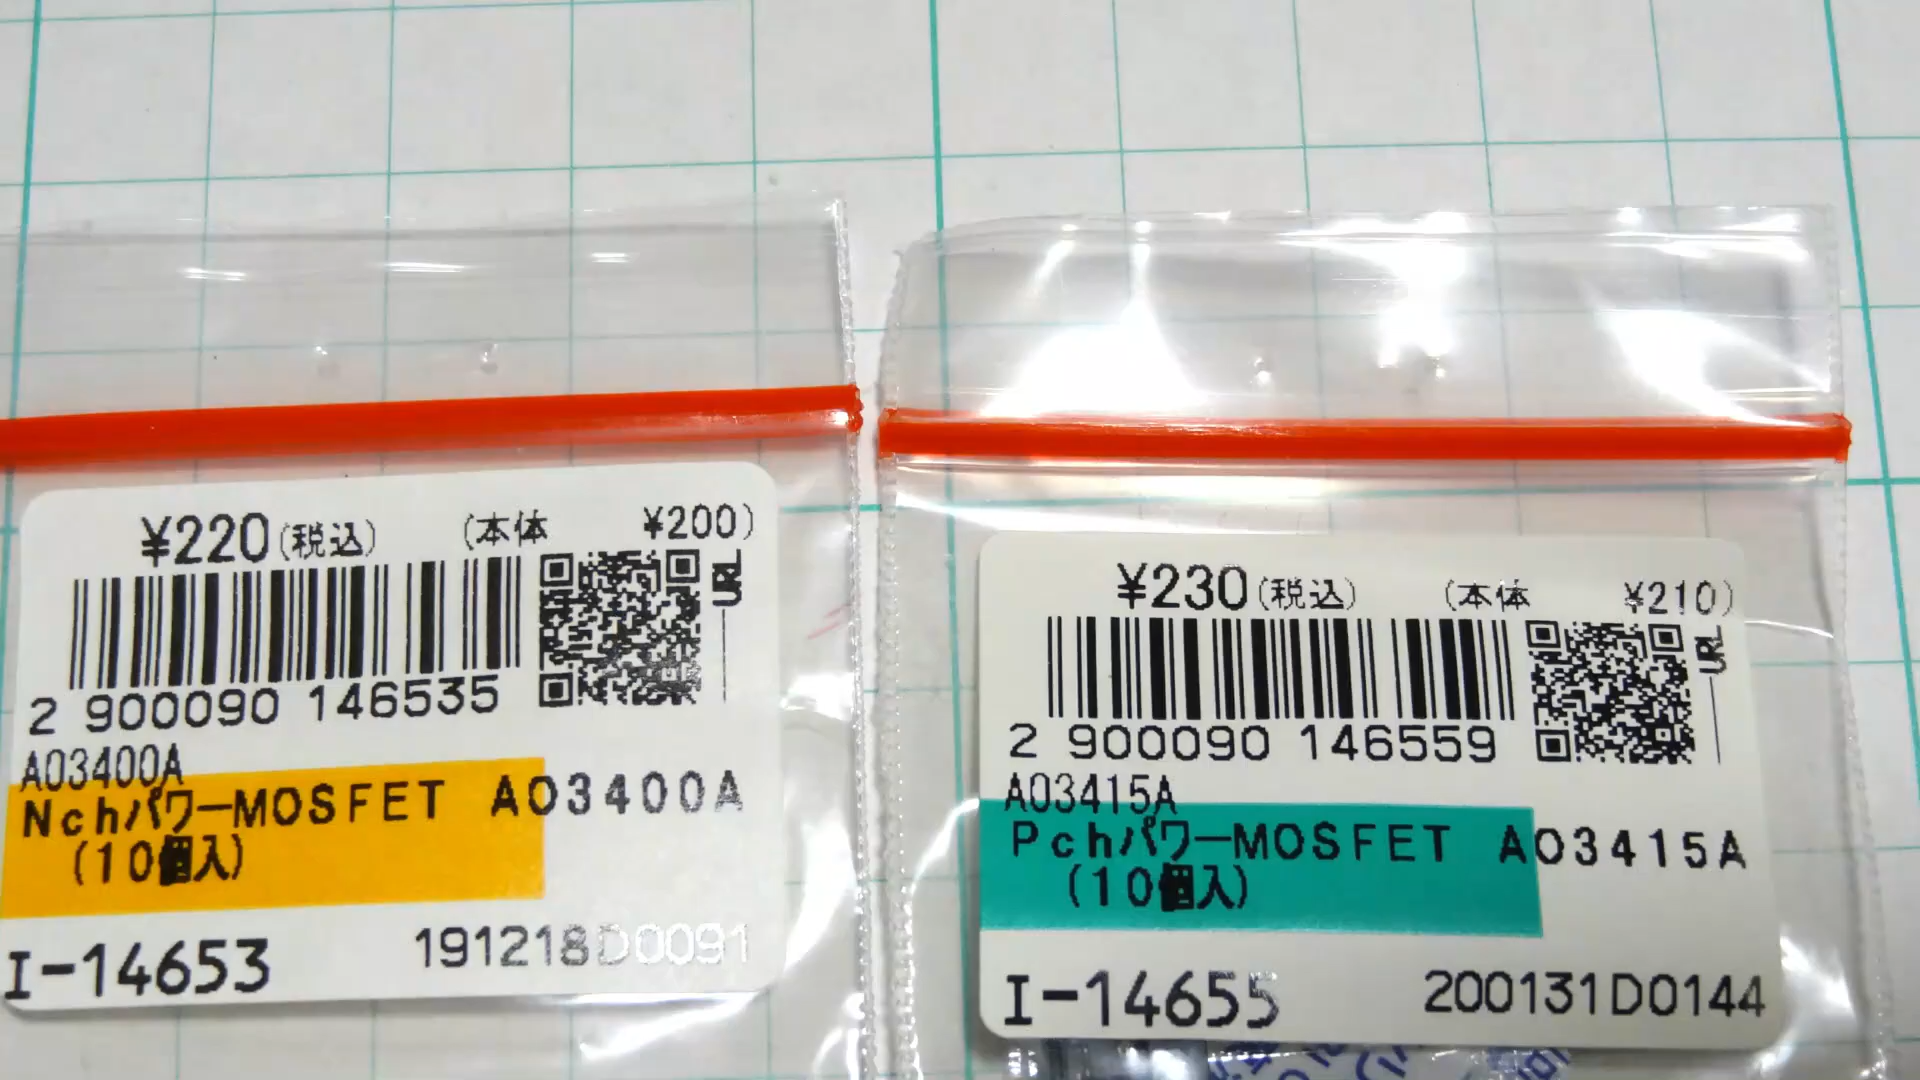 ¥220(税込) (本体 ¥200)
URL
2 900090 146535
AO3400A
NchパワーMOSFET AO3400A
(10個入)
I-14653 191218D0091
¥230(税込) (本体 ¥210)
URL
2 900090 146559
AO3415A
PchパワーMOSFET AO3415A
(10個入)
I-14655 200131D0144